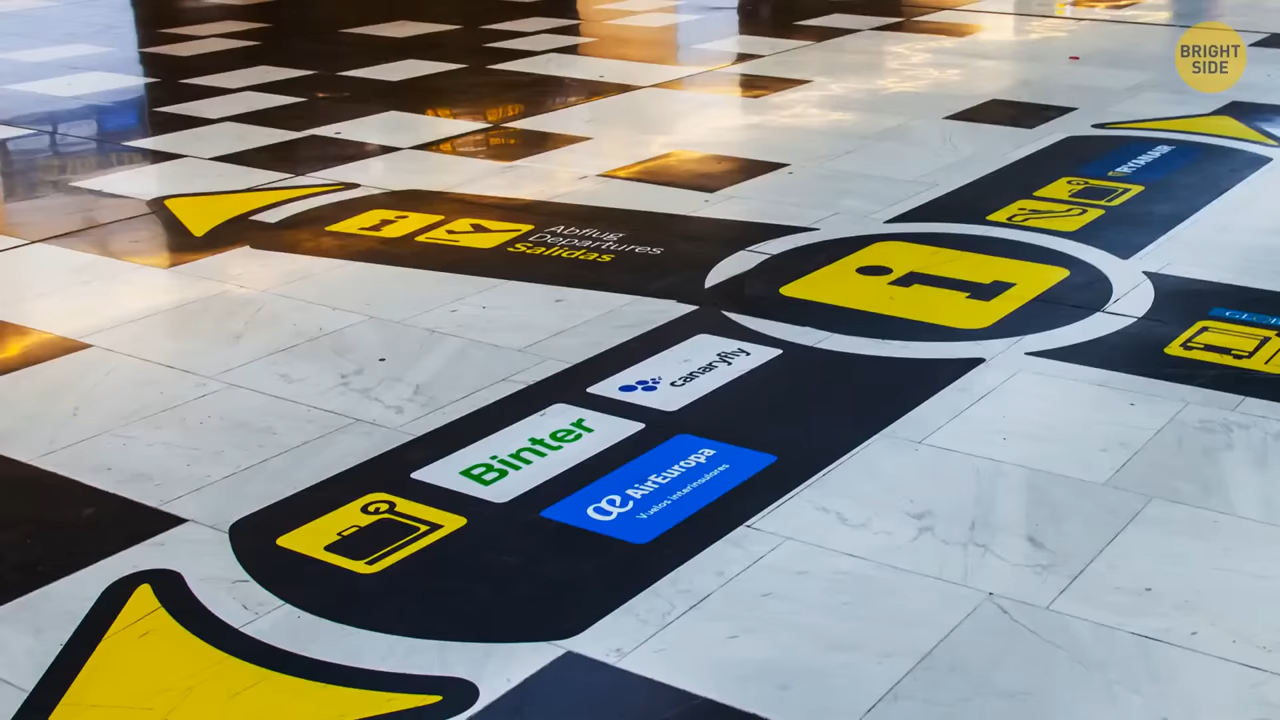 BRIGHT
SIDE
RYANAIR
Abflug
Departures
Salidas
i
canaryfly
Binter
AirEuropa
Vuelos interinsulares